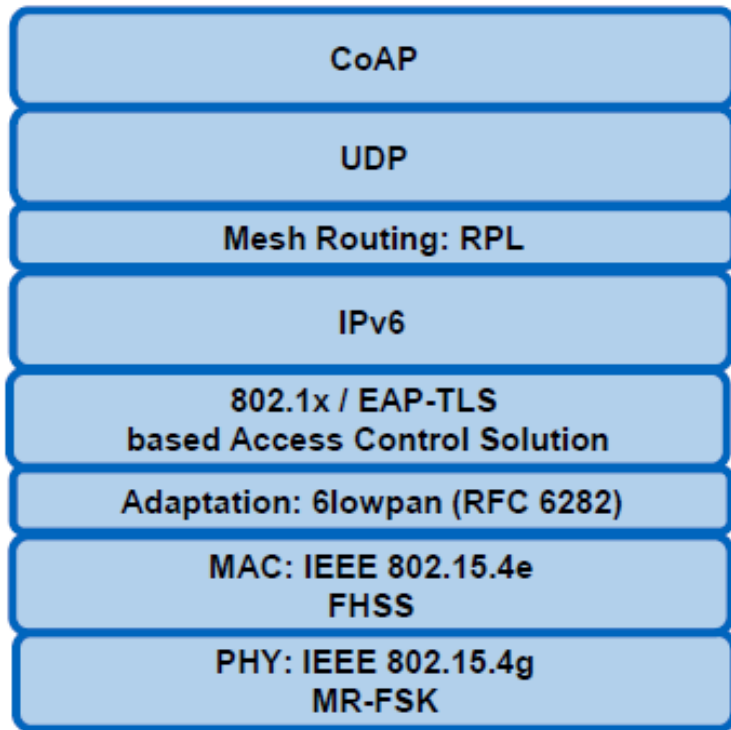 CoAP
UDP
Mesh Routing: RPL
IPv6
802.1x / EAP-TLS
based Access Control Solution
Adaptation: 6lowpan (RFC 6282)
MAC: IEEE 802.15.4e
FHSS
PHY: IEEE 802.15.4g
MR-FSK